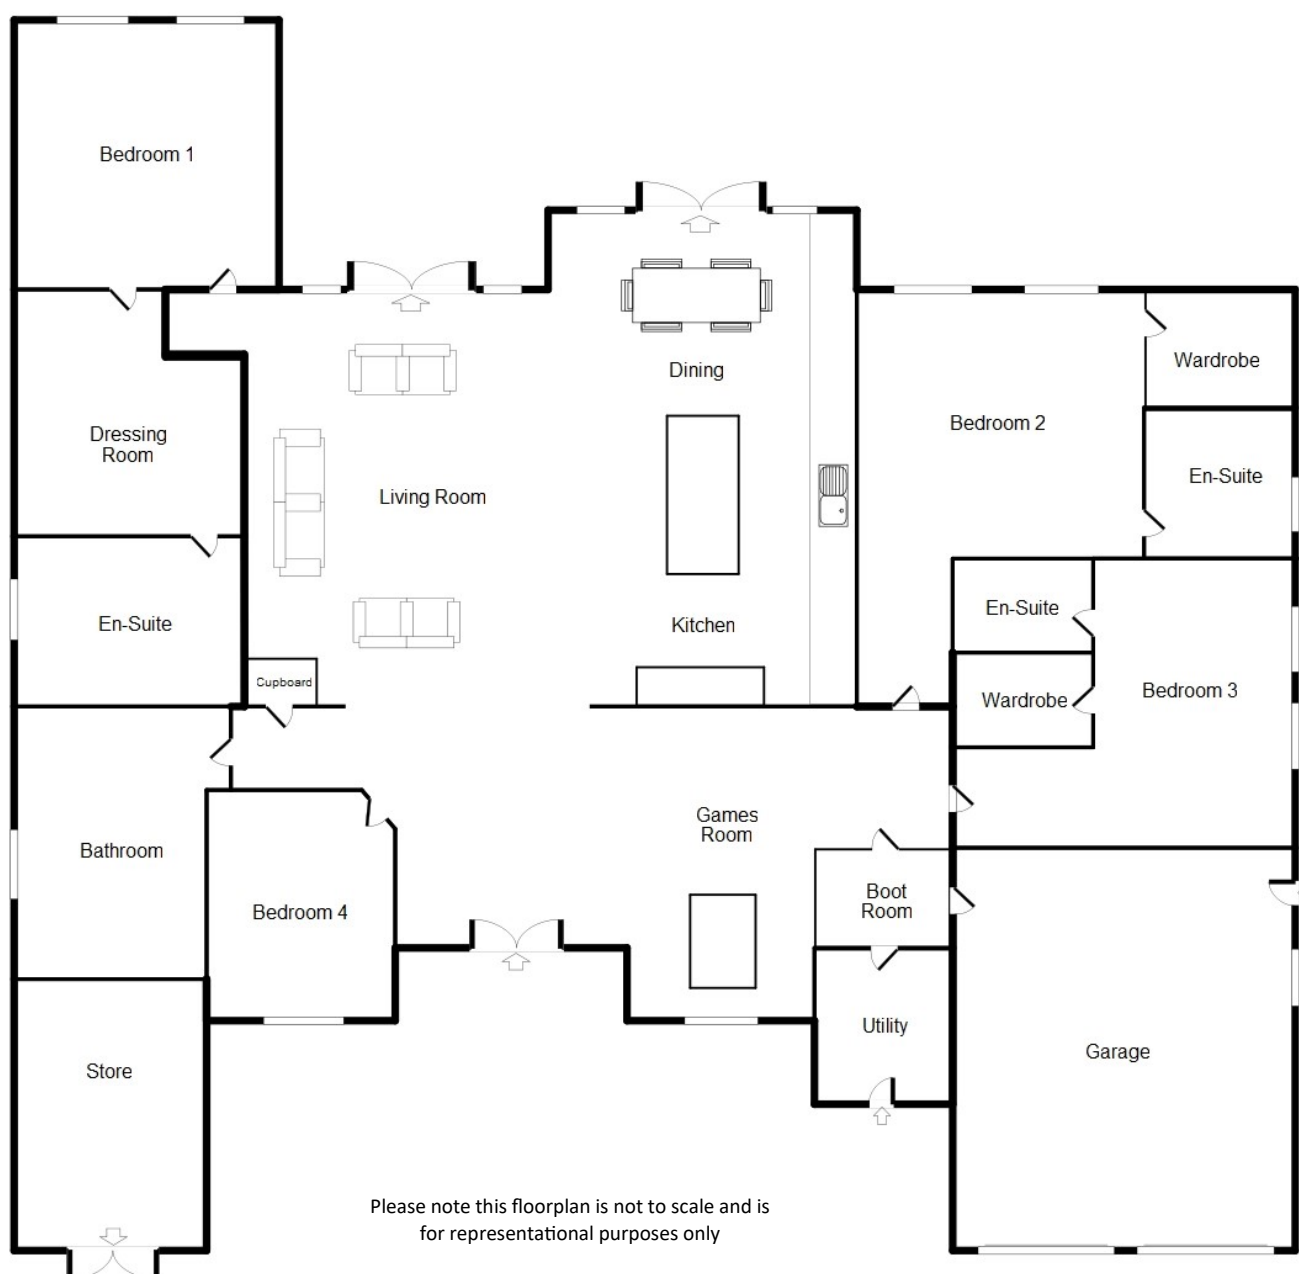 Bedroom 1
Dining
Wardrobe
Bedroom 2
Dressing
Room
En-Suite
Living Room
En-Suite
En-Suite
Kitchen
Cupboard
Wardrobe
Bedroom 3
Games
Room
Bathroom
Boot
Room
Bedroom 4
Utility
Garage
Store
Please note this floorplan is not to scale and is
for representational purposes only